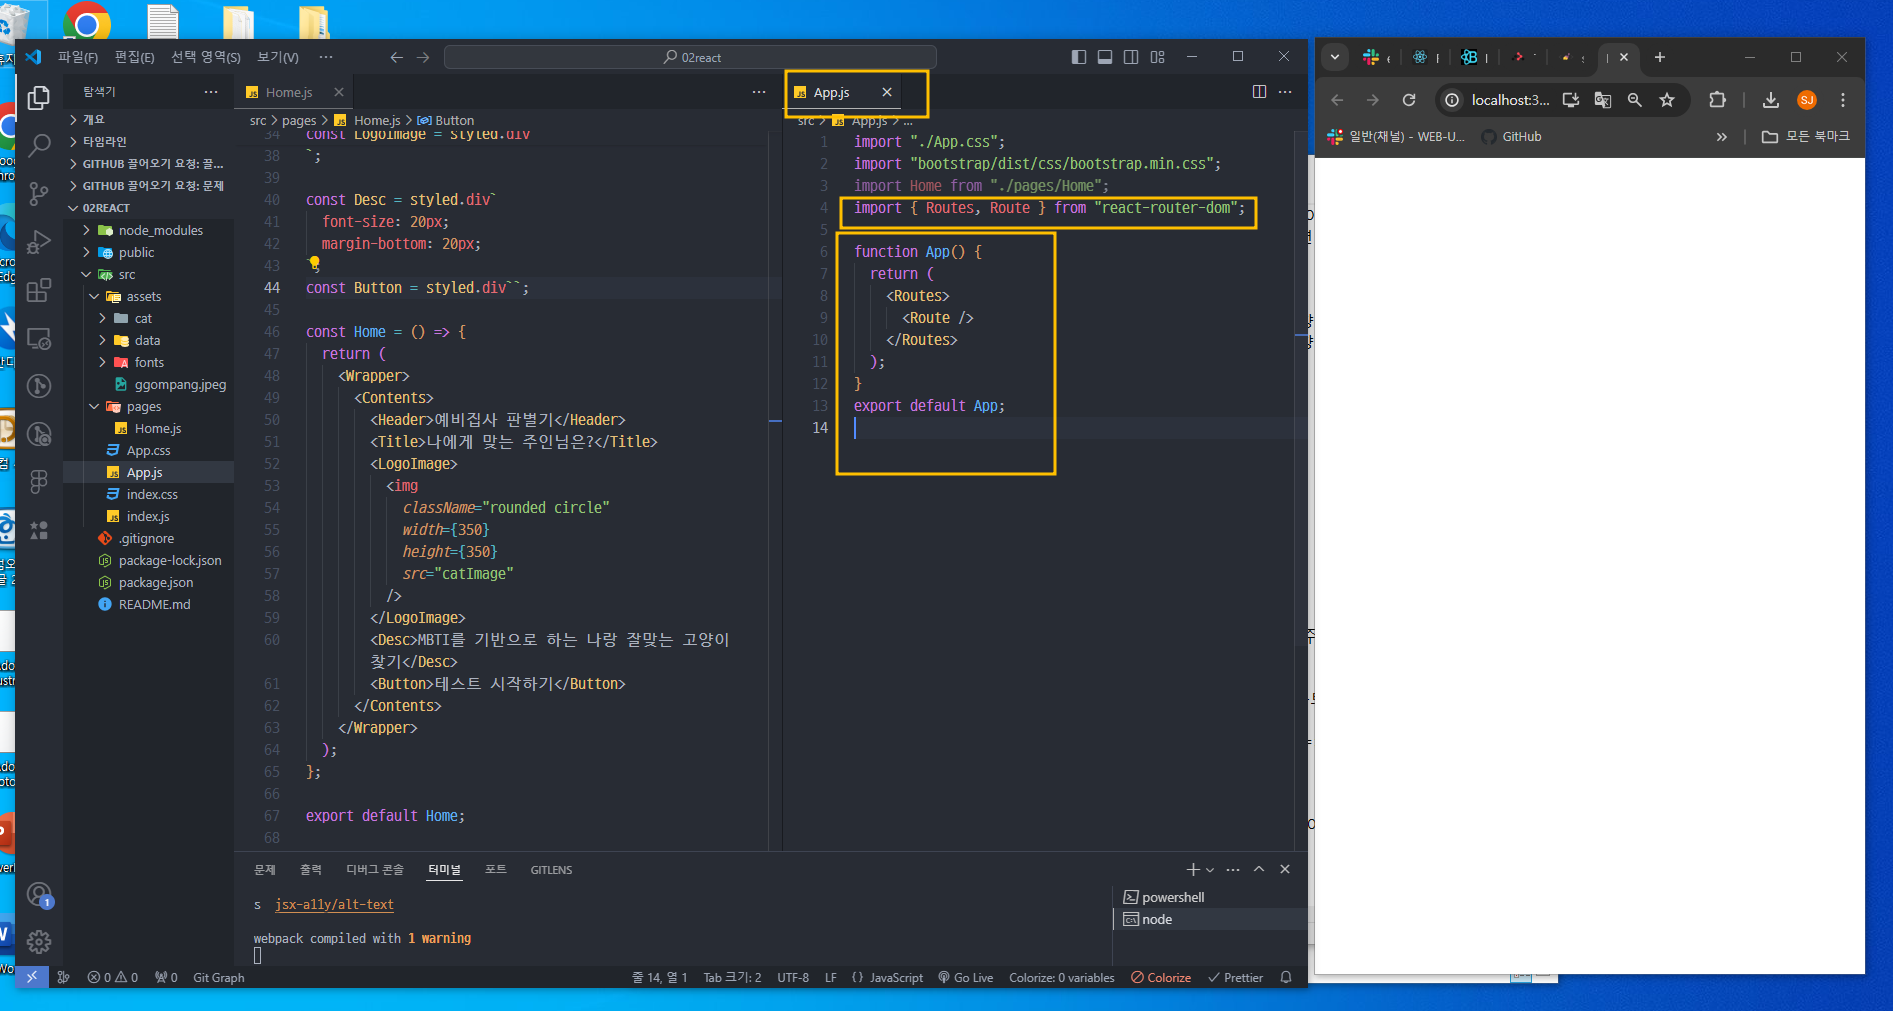 파일(F) 편집(E) 선택 영역(S) 보기(V) ···
02react
탐색기 ···
개요
타임라인
GITHUB 끌어오기 요청: 끌...
GITHUB 끌어오기 요청: 문제
02REACT
node_modules
public
src
assets
cat
data
fonts
ggompang.jpeg
pages
Home.js
App.css
App.js
index.css
index.js
.gitignore
package-lock.json
package.json
README.md
Home.js
src > pages > Home.js > Button
34 const LogoImage = styled.div`
38 `;
39
40 const Desc = styled.div`
41 font-size: 20px;
42 margin-bottom: 20px;
43 `;
44 const Button = styled.div``;
45
46 const Home = () => {
47 return (
48 <Wrapper>
49 <Contents>
50 <Header>예비집사 판별기</Header>
51 <Title>나에게 맞는 주인님은?</Title>
52 <LogoImage>
53 <img
54 className="rounded circle"
55 width={350}
56 height={350}
57 src="catImage"
58 />
59 </LogoImage>
60 <Desc>MBTI를 기반으로 하는 나랑 잘맞는 고양이
찾기</Desc>
61 <Button>테스트 시작하기</Button>
62 </Contents>
63 </Wrapper>
64 );
65 };
66
67 export default Home;
68
App.js
src > App.js > ...
1 import "./App.css";
2 import "bootstrap/dist/css/bootstrap.min.css";
3 import Home from "./pages/Home";
4 import { Routes, Route } from "react-router-dom";
5
6 function App() {
7 return (
8 <Routes>
9 <Route />
10 </Routes>
11 );
12 }
13 export default App;
14
문제 출력 디버그 콘솔 터미널 포트 GITLENS
s jsx-a11y/alt-text
webpack compiled with 1 warning
powershell
node
1
0 0 0 Git Graph
줄 14, 열 1 Tab 크기: 2 UTF-8 LF { } JavaScript Go Live Colorize: 0 variables Colorize Prettier
localhost:3... SJ
일반(채널) - WEB-U... GitHub » 모든 북마크